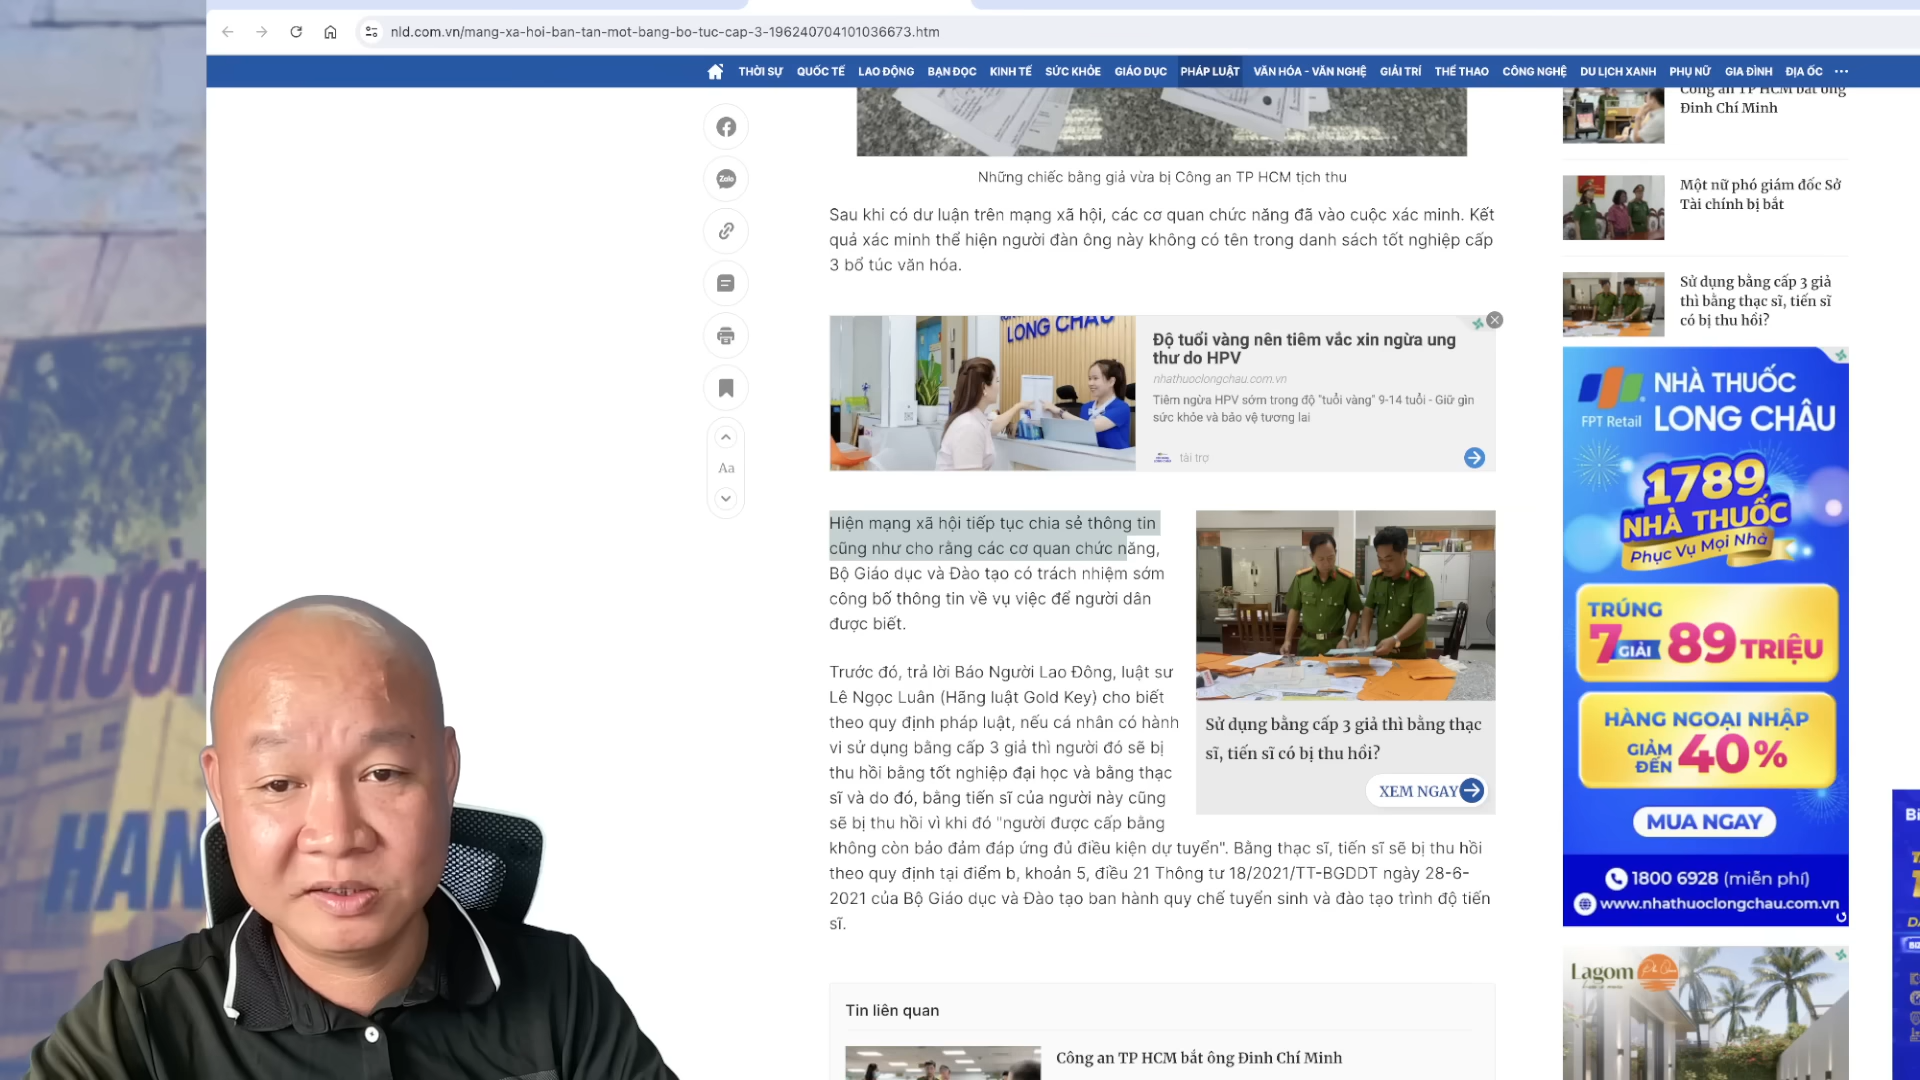 nld.com.vn/mang-xa-hoi-ban-tan-mot-bang-bo-tuc-cap-3-196240704101036673.htm
THỜI SỰ QUỐC TẾ LAO ĐỘNG BẠN ĐỌC KINH TẾ SỨC KHỎE GIÁO DỤC PHÁP LUẬT VĂN HÓA - VĂN NGHỆ GIẢI TRÍ THỂ THAO CÔNG NGHỆ DU LỊCH XANH PHỤ NỮ GIA ĐÌNH ĐỊA ỐC
Những chiếc bằng giả vừa bị Công an TP HCM tịch thu
Sau khi có dư luận trên mạng xã hội, các cơ quan chức năng đã vào cuộc xác minh. Kết
quả xác minh thể hiện người đàn ông này không có tên trong danh sách tốt nghiệp cấp
3 bổ túc văn hóa.
LONG CHÂU
Độ tuổi vàng nên tiêm vắc xin ngừa ung
thư do HPV
nhathuoclongchau.com.vn
Tiêm ngừa HPV sớm trong độ "tuổi vàng" 9-14 tuổi - Giữ gìn
sức khỏe và bảo vệ tương lai
tài trợ
Zalo
Aa
Hiện mạng xã hội tiếp tục chia sẻ thông tin
cũng như cho rằng các cơ quan chức năng,
Bộ Giáo dục và Đào tạo có trách nhiệm sớm
công bố thông tin về vụ việc để người dân
được biết.
Trước đó, trả lời Báo Người Lao Động, luật sư
Lê Ngọc Luân (Hãng luật Gold Key) cho biết
theo quy định pháp luật, nếu cá nhân có hành
vi sử dụng bằng cấp 3 giả thì người đó sẽ bị
thu hồi bằng tốt nghiệp đại học và bằng thạc
sĩ và do đó, bằng tiến sĩ của người này cũng
sẽ bị thu hồi vì khi đó "người được cấp bằng
không còn bảo đảm đáp ứng đủ điều kiện dự tuyển". Bằng thạc sĩ, tiến sĩ sẽ bị thu hồi
theo quy định tại điểm b, khoản 5, điều 21 Thông tư 18/2021/TT-BGDDT ngày 28-6-
2021 của Bộ Giáo dục và Đào tạo ban hành quy chế tuyển sinh và đào tạo trình độ tiến
sĩ.
Sử dụng bằng cấp 3 giả thì bằng thạc
sĩ, tiến sĩ có bị thu hồi?
XEM NGAY
Tin liên quan
Công an TP HCM bắt ông Đinh Chí Minh
Công an TP HCM bắt ông
Đinh Chí Minh
Một nữ phó giám đốc Sở
Tài chính bị bắt
Sử dụng bằng cấp 3 giả
thì bằng thạc sĩ, tiến sĩ
có bị thu hồi?
FPT Retail
NHÀ THUỐC
LONG CHÂU
1789
NHÀ THUỐC
Phục Vụ Mọi Nhà
TRÚNG
7 GIẢI 89 TRIỆU
HÀNG NGOẠI NHẬP
GIẢM
ĐẾN 40%
MUA NGAY
1800 6928 (miễn phí)
www.nhathuoclongchau.com.vn
Lagom
TRƯỜN
HAN